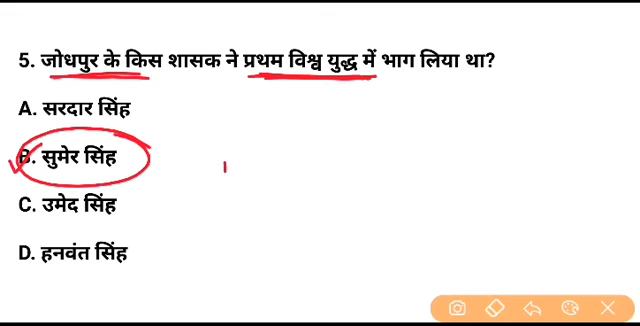 5. जोधपुर के किस शासक ने प्रथम विश्व युद्ध में भाग लिया था?
A. सरदार सिंह
B. सुमेर सिंह
C. उमेद सिंह
D. हनवंत सिंह